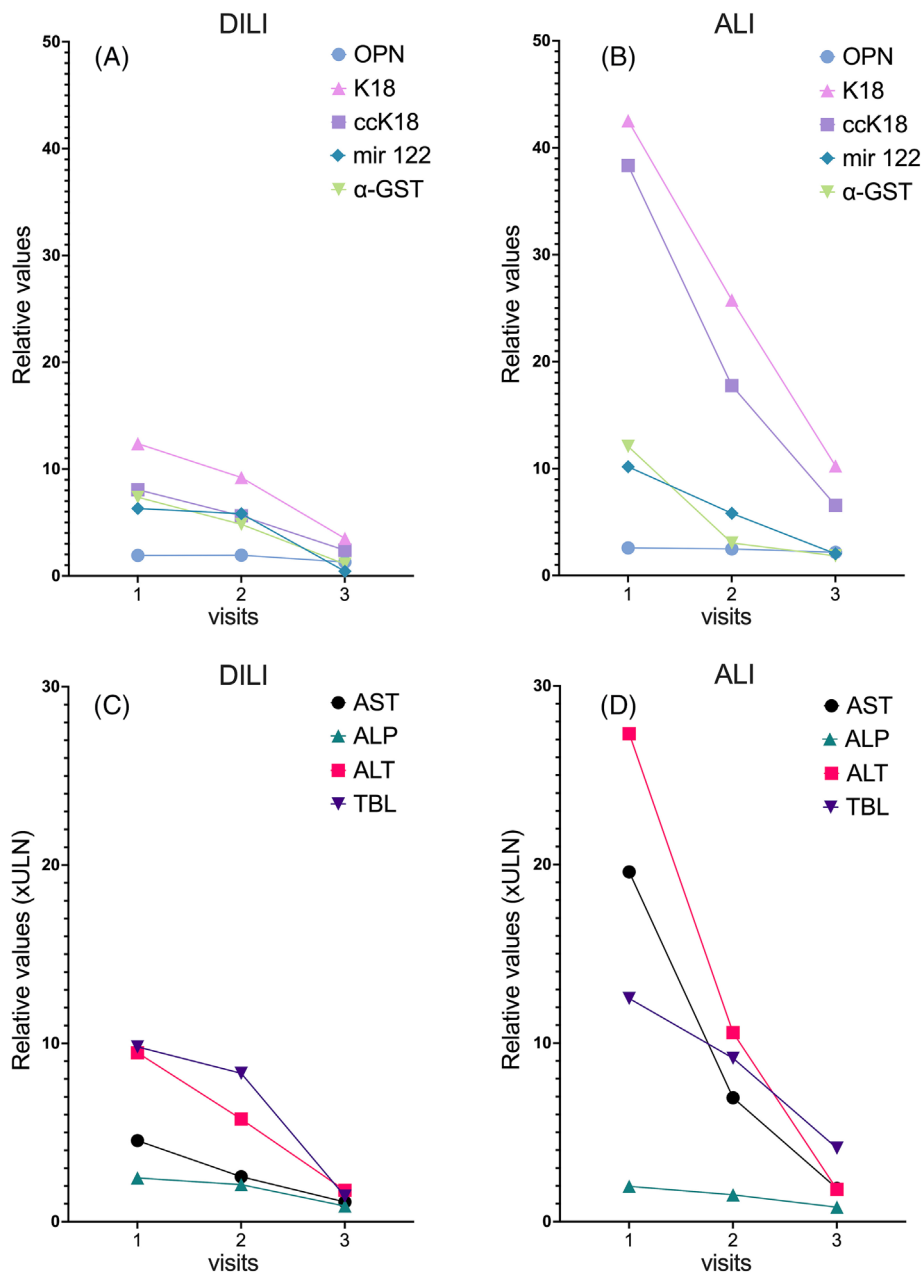 DILI
(A)
OPN
K18
ccK18
mir 122
α-GST
Relative values
50
40
30
20
10
0
1 2 3
visits
ALI
(B)
OPN
K18
ccK18
mir 122
α-GST
Relative values
50
40
30
20
10
0
1 2 3
visits
DILI
(C)
AST
ALP
ALT
TBL
Relative values (xULN)
30
20
10
0
1 2 3
visits
ALI
(D)
AST
ALP
ALT
TBL
Relative values (xULN)
30
20
10
0
1 2 3
visits